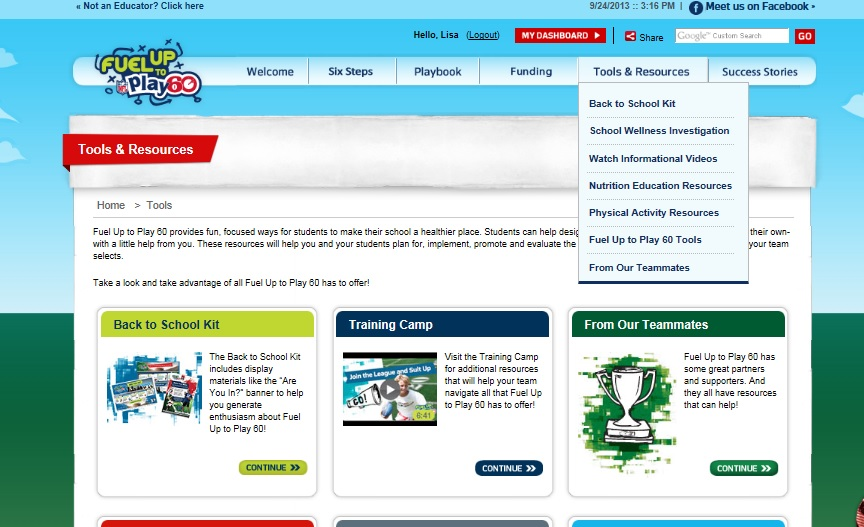 « Not an Educator? Click here
9/24/2013 :: 3:16 PM | Meet us on Facebook »
Hello, Lisa (Logout) MY DASHBOARD Share Google™ Custom Search GO
FUEL UP
TO
Play 60
Welcome Six Steps Playbook Funding Tools & Resources Success Stories
Back to School Kit
School Wellness Investigation
Watch Informational Videos
Nutrition Education Resources
Physical Activity Resources
Fuel Up to Play 60 Tools
From Our Teammates
Tools & Resources
Home > Tools
Fuel Up to Play 60 provides fun, focused ways for students to make their school a healthier place. Students can help desig their own-
with a little help from you. These resources will help you and your students plan for, implement, promote and evaluate the your team
selects.
Take a look and take advantage of all Fuel Up to Play 60 has to offer!
Back to School Kit
The Back to School Kit
includes display
materials like the "Are
You In?" banner to help
you generate
enthusiasm about Fuel
Up to Play 60!
CONTINUE >>
Training Camp
Join the League and Suit Up
GO!
6:41
Visit the Training Camp
for additional resources
that will help your team
navigate all that Fuel Up
to Play 60 has to offer!
CONTINUE >>
From Our Teammates
Fuel Up to Play 60 has
some great partners
and supporters. And
they all have resources
that can help!
CONTINUE >>